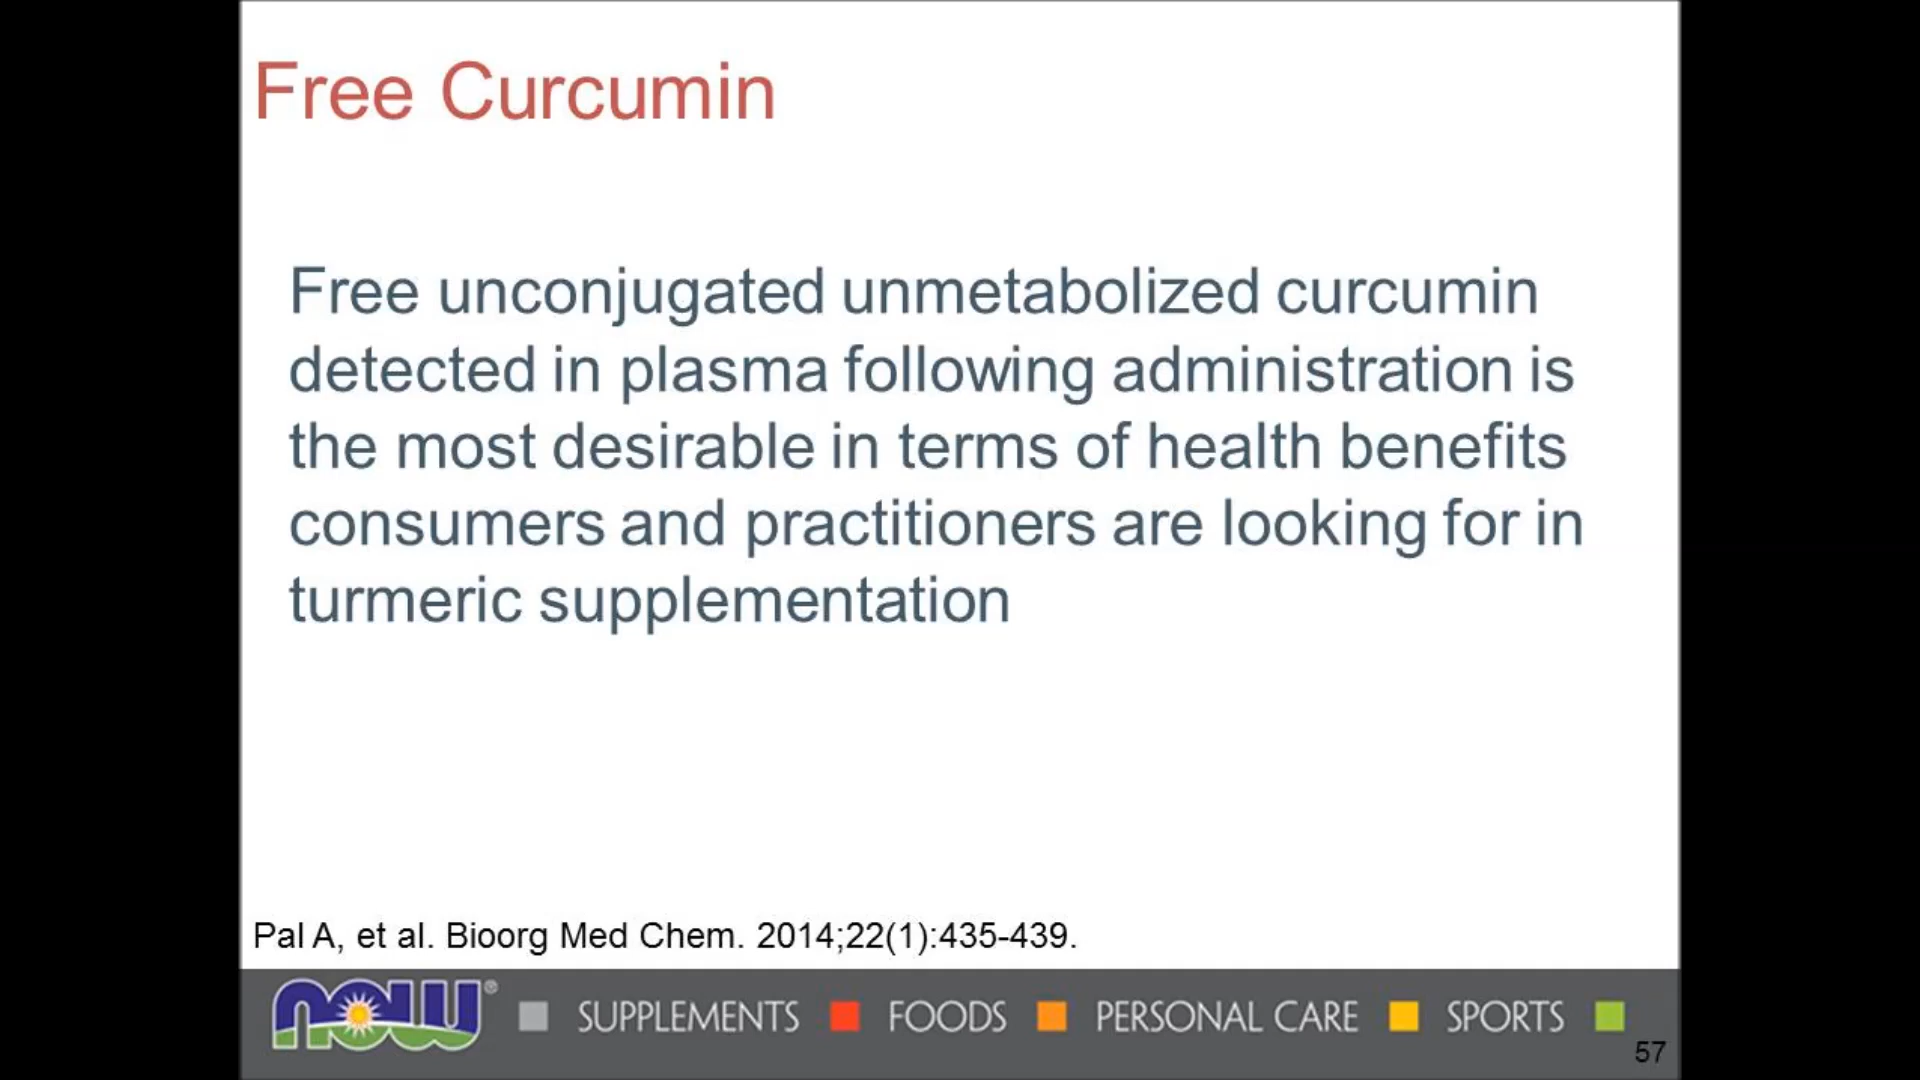 Free Curcumin
Free unconjugated unmetabolized curcumin
detected in plasma following administration is
the most desirable in terms of health benefits
consumers and practitioners are looking for in
turmeric supplementation
Pal A, et al. Bioorg Med Chem. 2014;22(1):435-439.
NOW® SUPPLEMENTS FOODS PERSONAL CARE SPORTS
57